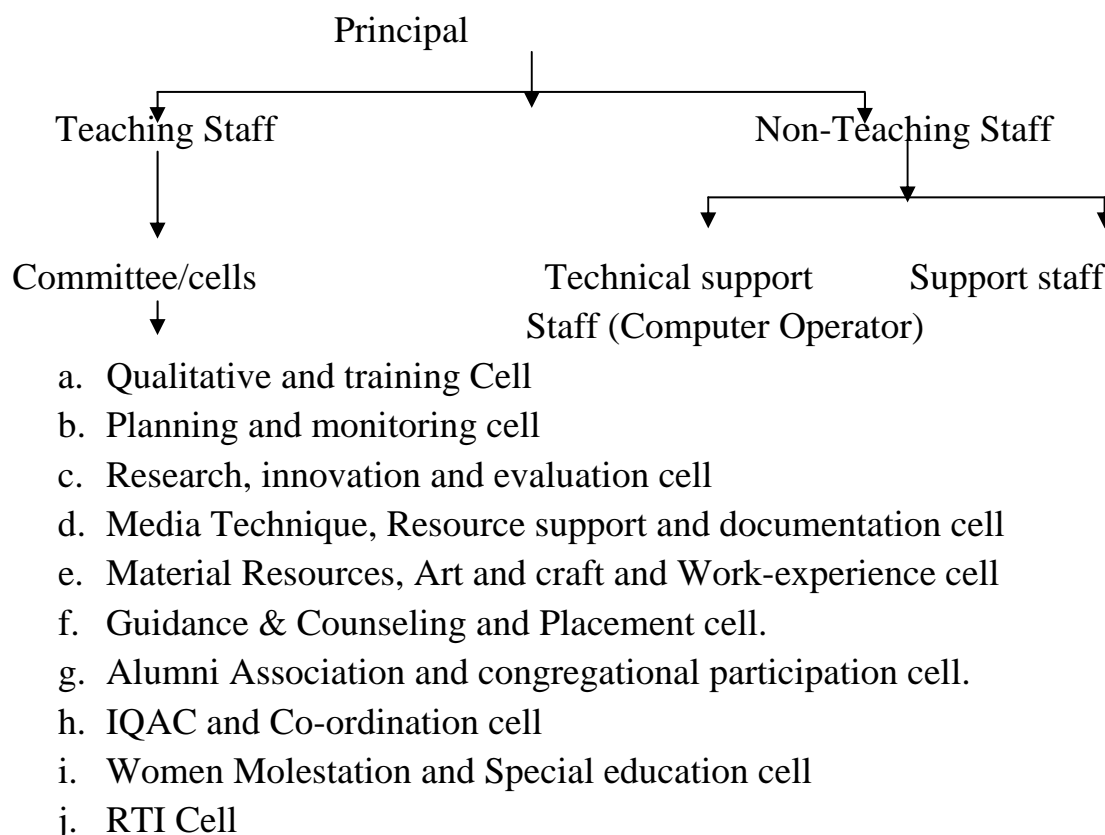 Principal
Teaching Staff
Non-Teaching Staff
Committee/cells
Technical support
Staff (Computer Operator)
Support staff
a. Qualitative and training Cell
b. Planning and monitoring cell
c. Research, innovation and evaluation cell
d. Media Technique, Resource support and documentation cell
e. Material Resources, Art and craft and Work-experience cell
f. Guidance & Counseling and Placement cell.
g. Alumni Association and congregational participation cell.
h. IQAC and Co-ordination cell
i. Women Molestation and Special education cell
j. RTI Cell